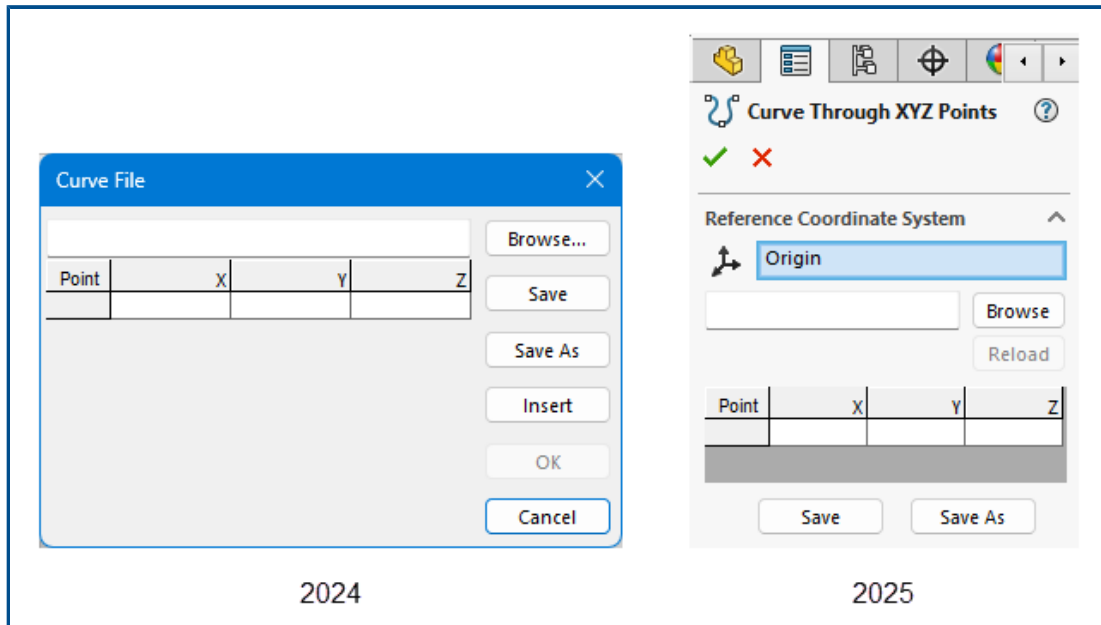 Curve File
Browse...
Point X Y Z
Save
Save As
Insert
OK
Cancel
2024
Curve Through XYZ Points ?
Reference Coordinate System
Origin
Browse
Reload
Point X Y Z
Save Save As
2025